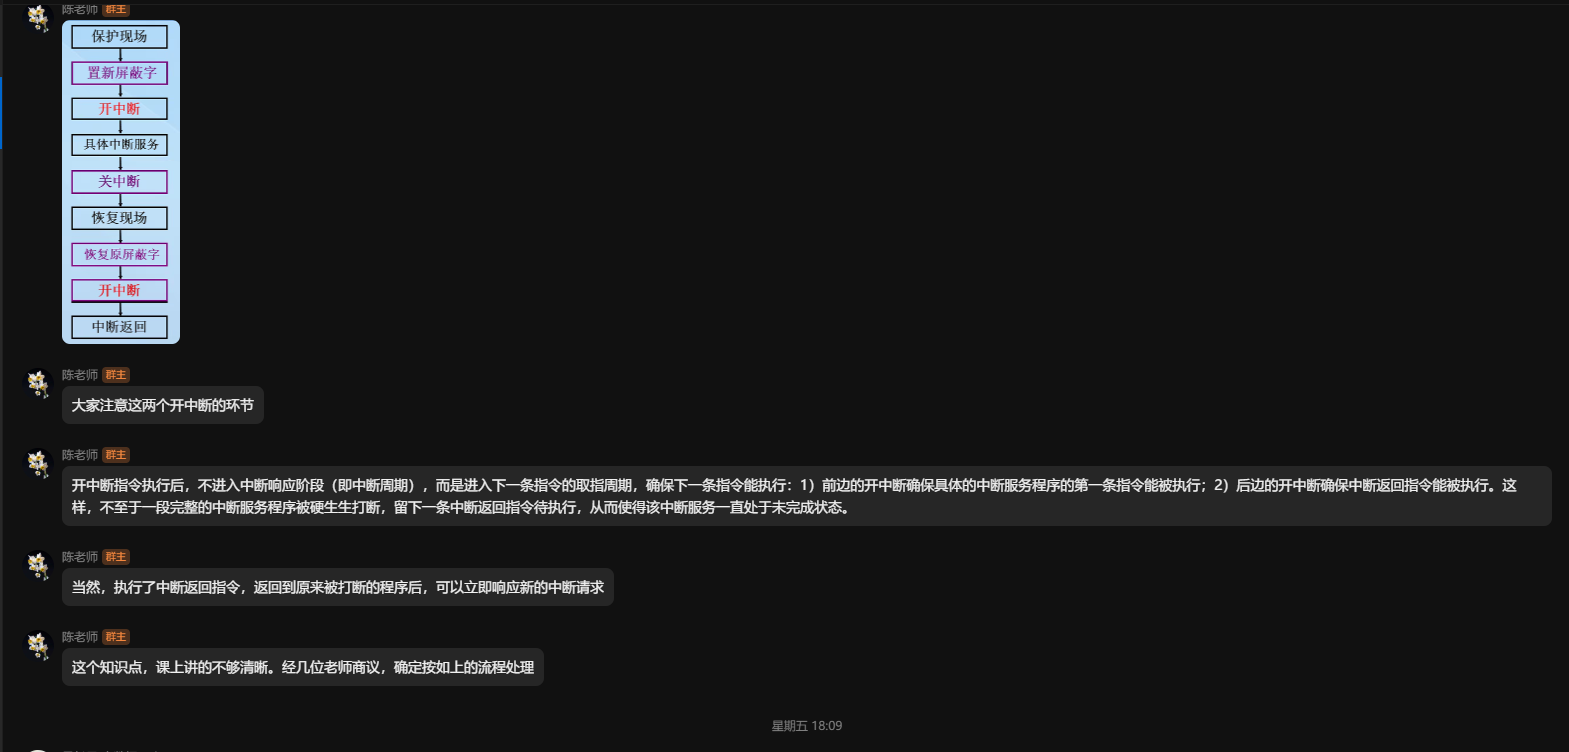 陈老师 群主
保护现场
置新屏蔽字
开中断
具体中断服务
关中断
恢复现场
恢复原屏蔽字
开中断
中断返回
陈老师 群主
大家注意这两个开中断的环节
陈老师 群主
开中断指令执行后，不进入中断响应阶段（即中断周期），而是进入下一条指令的取指周期，确保下一条指令能执行：1）前边的开中断确保具体的中断服务程序的第一条指令能被执行；2）后边的开中断确保中断返回指令能被执行。这
样，不至于一段完整的中断服务程序被硬生生打断，留下一条中断返回指令待执行，从而使得该中断服务一直处于未完成状态。
陈老师 群主
当然，执行了中断返回指令，返回到原来被打断的程序后，可以立即响应新的中断请求
陈老师 群主
这个知识点，课上讲的不够清晰。经几位老师商议，确定按如上的流程处理
星期五 18:09